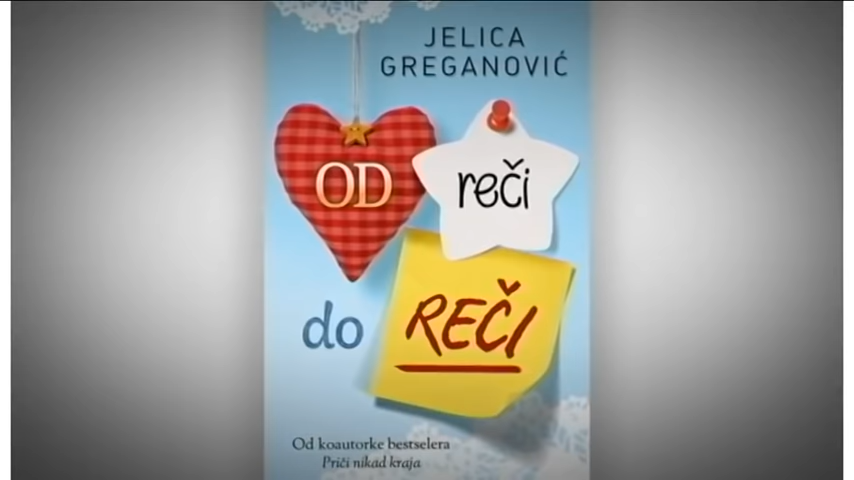 JELICA
GREGANOVIĆ
OD
reči
do
REČI
Od koautorke bestselera
Priči nikad kraja